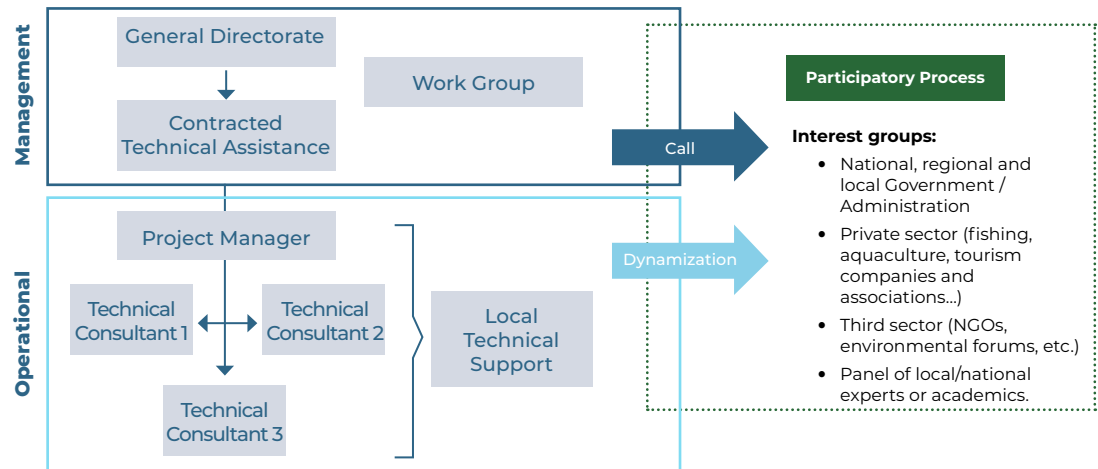 Management
General Directorate
Contracted
Technical Assistance
Work Group
Call
Operational
Project Manager
Technical
Consultant 1
Technical
Consultant 2
Technical
Consultant 3
Local
Technical
Support
Dynamization
Participatory Process
Interest groups:
• National, regional and
local Government /
Administration
• Private sector (fishing,
aquaculture, tourism
companies and
associations...)
• Third sector (NGOs,
environmental forums, etc.)
• Panel of local/national
experts or academics.